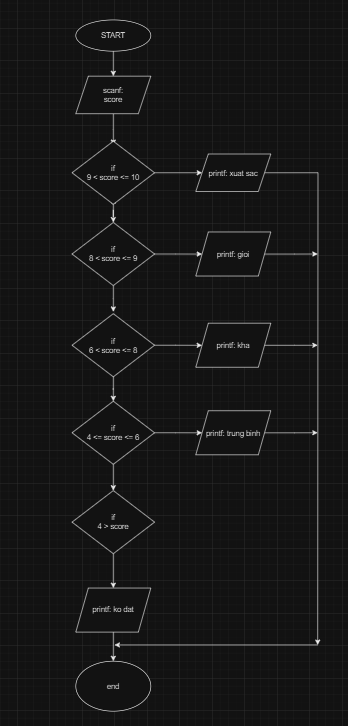 START
scanf:
score
if
9 < score <= 10
printf: xuat sac
if
8 < score <= 9
printf: gioi
if
6 < score <= 8
printf: kha
if
4 <= score <= 6
printf: trung binh
if
4 > score
printf: ko dat
end